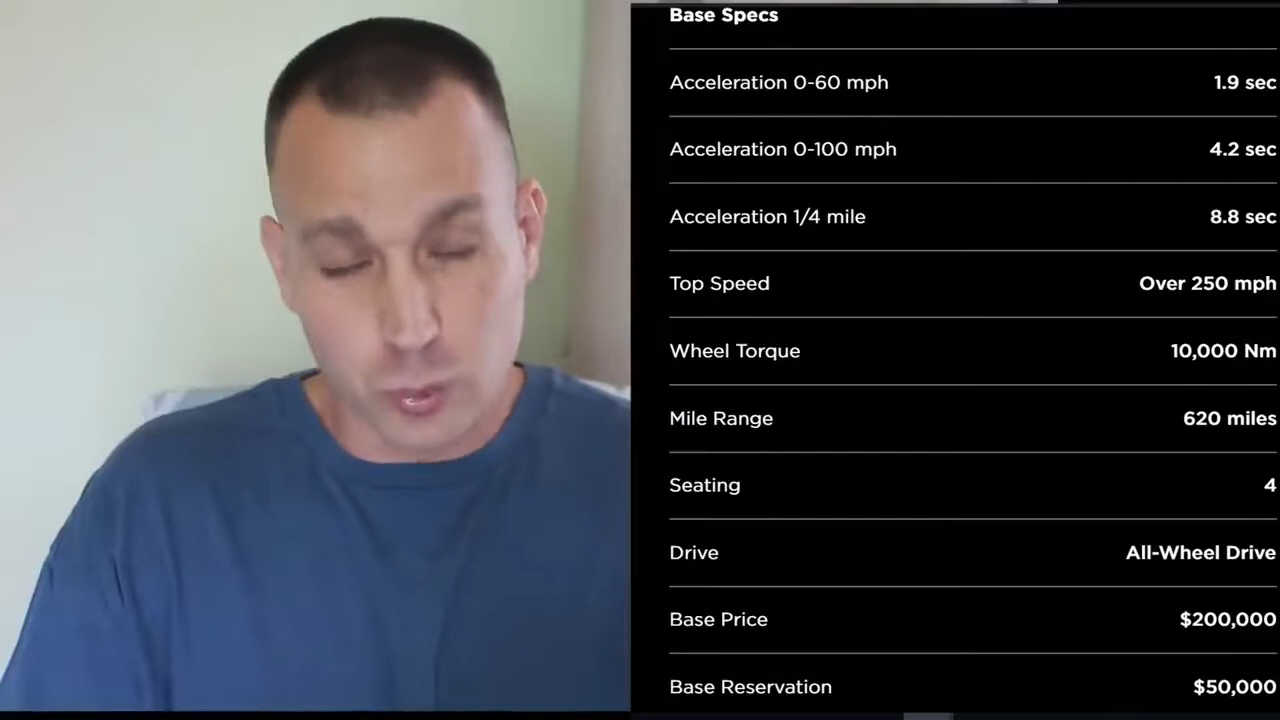 Base Specs
Acceleration 0-60 mph 1.9 sec
Acceleration 0-100 mph 4.2 sec
Acceleration 1/4 mile 8.8 sec
Top Speed Over 250 mph
Wheel Torque 10,000 Nm
Mile Range 620 miles
Seating 4
Drive All-Wheel Drive
Base Price $200,000
Base Reservation $50,000